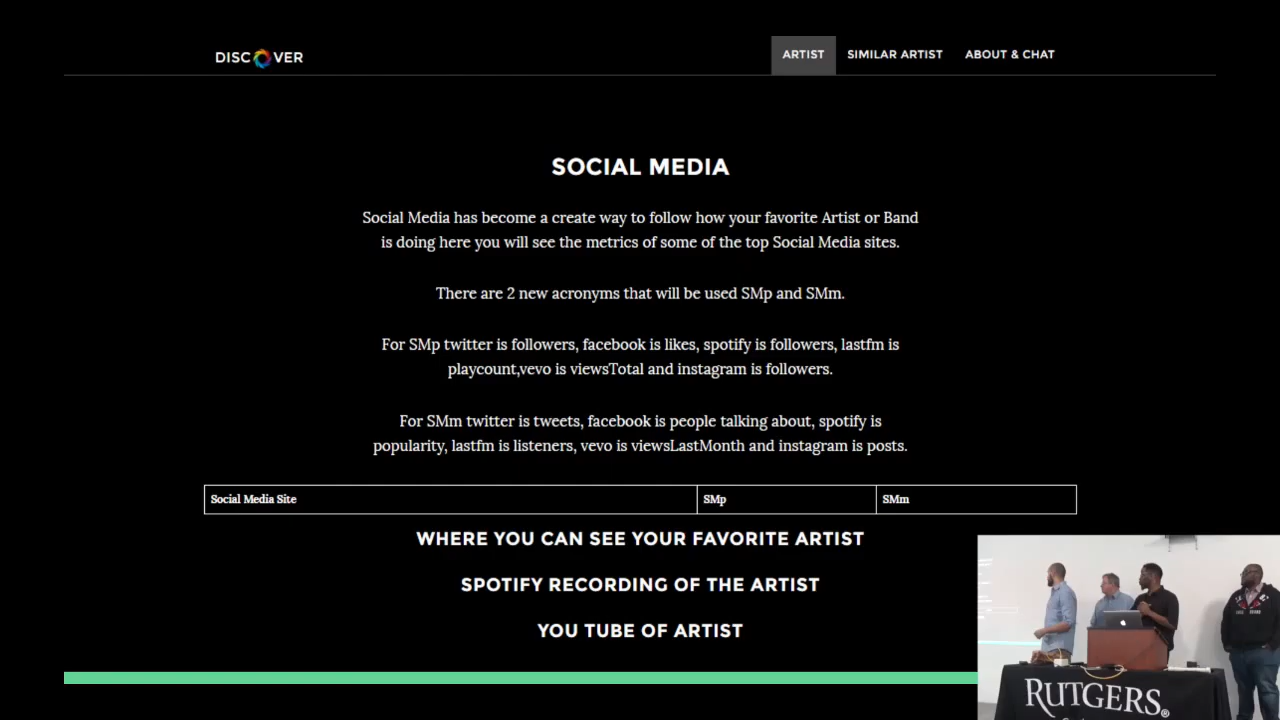 DISCOVER
ARTIST
SIMILAR ARTIST
ABOUT & CHAT
SOCIAL MEDIA
Social Media has become a create way to follow how your favorite Artist or Band
is doing here you will see the metrics of some of the top Social Media sites.
There are 2 new acronyms that will be used SMp and SMm.
For SMp twitter is followers, facebook is likes, spotify is followers, lastfm is
playcount,vevo is viewsTotal and instagram is followers.
For SMm twitter is tweets, facebook is people talking about, spotify is
popularity, lastfm is listeners, vevo is viewsLastMonth and instagram is posts.
Social Media Site
SMp
SMm
WHERE YOU CAN SEE YOUR FAVORITE ARTIST
SPOTIFY RECORDING OF THE ARTIST
YOU TUBE OF ARTIST
RUTGERS®